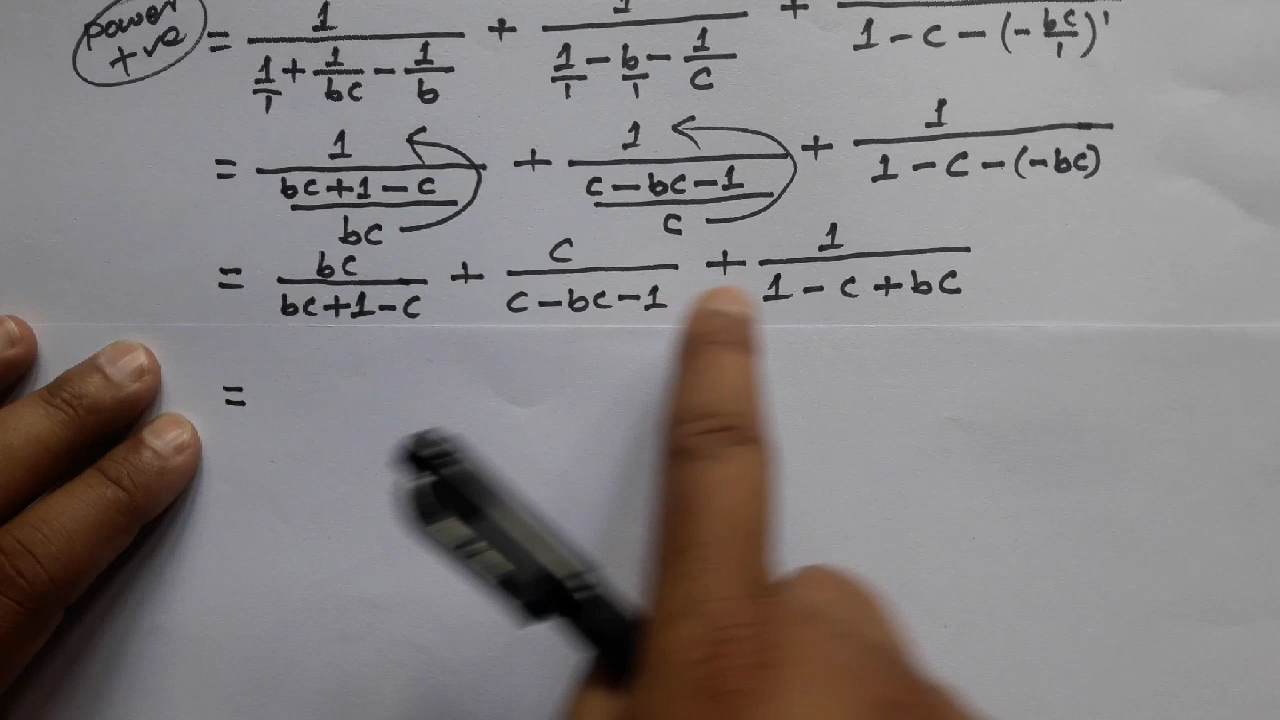 power +ve
= 1/(1/1 + 1/bc - 1/b) + 1/(1/1 - b/1 - 1/c) + /(1 - c - (-bc/1)¹)
= 1/((bc+1-c)/bc) + 1/((c-bc-1)/c) + 1/(1-c-(-bc))
= bc/(bc+1-c) + c/(c-bc-1) + 1/(1-c+bc)
=